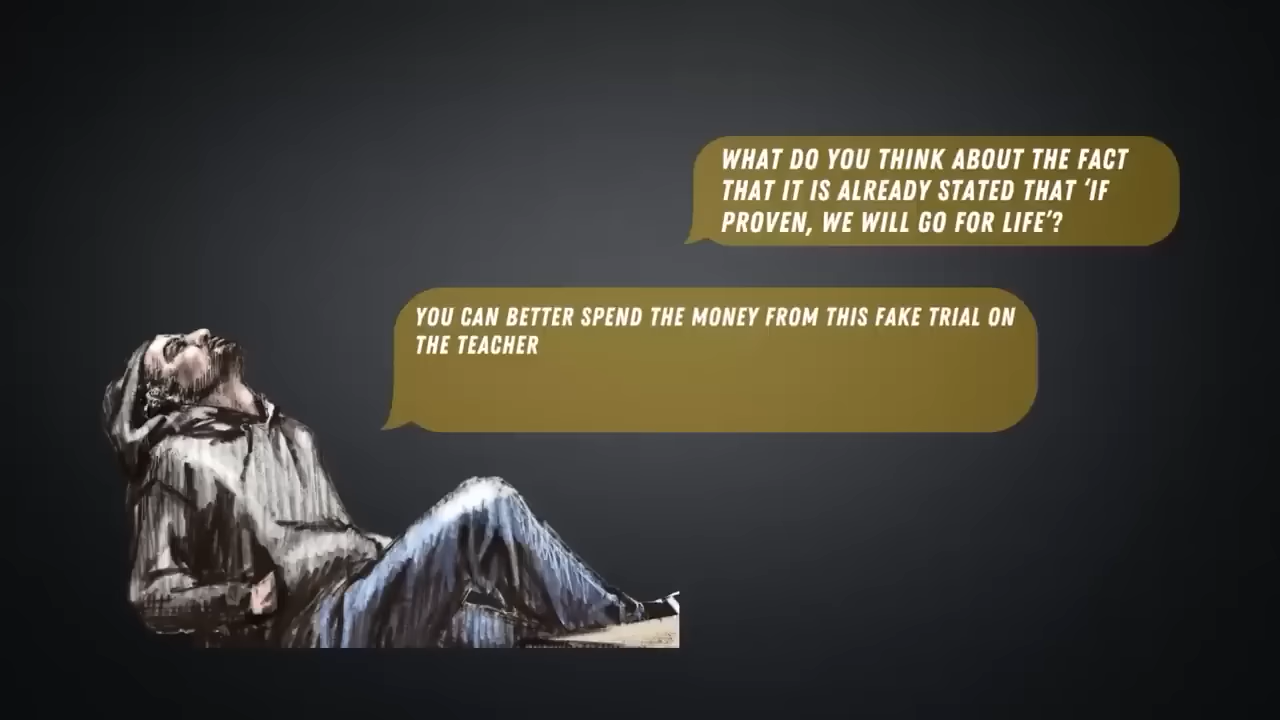 WHAT DO YOU THINK ABOUT THE FACT
THAT IT IS ALREADY STATED THAT ‘IF
PROVEN, WE WILL GO FOR LIFE’?
YOU CAN BETTER SPEND THE MONEY FROM THIS FAKE TRIAL ON
THE TEACHER